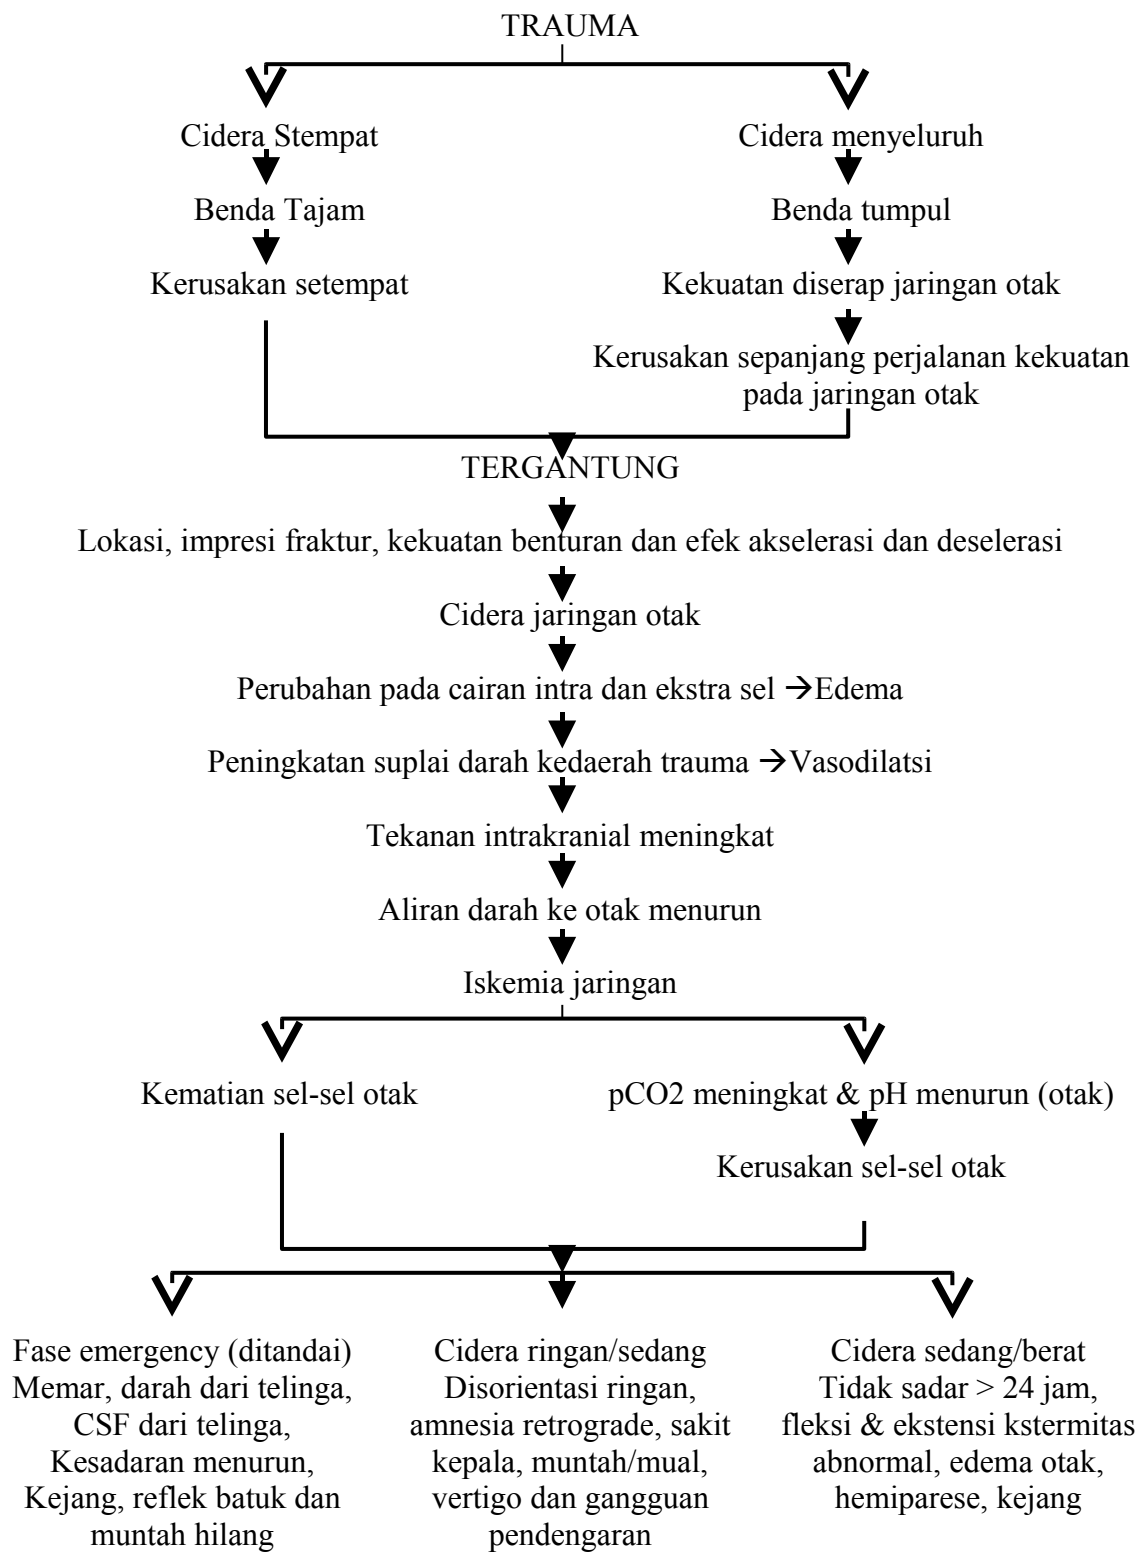 TRAUMA
Cidera Stempat
Cidera menyeluruh
Benda Tajam
Benda tumpul
Kerusakan setempat
Kekuatan diserap jaringan otak
Kerusakan sepanjang perjalanan kekuatan
pada jaringan otak
TERGANTUNG
Lokasi, impresi fraktur, kekuatan benturan dan efek akselerasi dan deselerasi
Cidera jaringan otak
Perubahan pada cairan intra dan ekstra sel →Edema
Peningkatan suplai darah kedaerah trauma →Vasodilatsi
Tekanan intrakranial meningkat
Aliran darah ke otak menurun
Iskemia jaringan
Kematian sel-sel otak
pCO2 meningkat & pH menurun (otak)
Kerusakan sel-sel otak
Fase emergency (ditandai)
Memar, darah dari telinga,
CSF dari telinga,
Kesadaran menurun,
Kejang, reflek batuk dan
muntah hilang
Cidera ringan/sedang
Disorientasi ringan,
amnesia retrograde, sakit
kepala, muntah/mual,
vertigo dan gangguan
pendengaran
Cidera sedang/berat
Tidak sadar > 24 jam,
fleksi & ekstensi kstermitas
abnormal, edema otak,
hemiparese, kejang